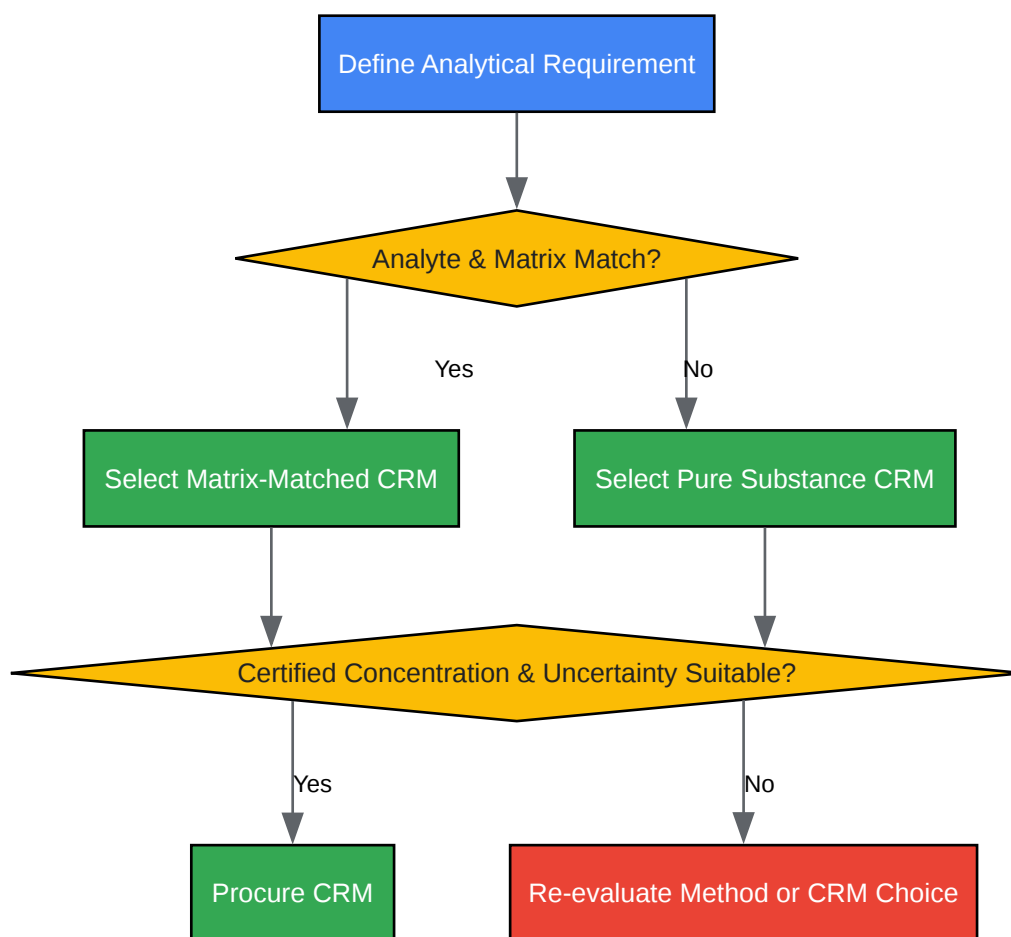 Define Analytical Requirement
Analyte & Matrix Match?
Yes
No
Select Matrix-Matched CRM
Select Pure Substance CRM
Certified Concentration & Uncertainty Suitable?
Yes
No
Procure CRM
Re-evaluate Method or CRM Choice